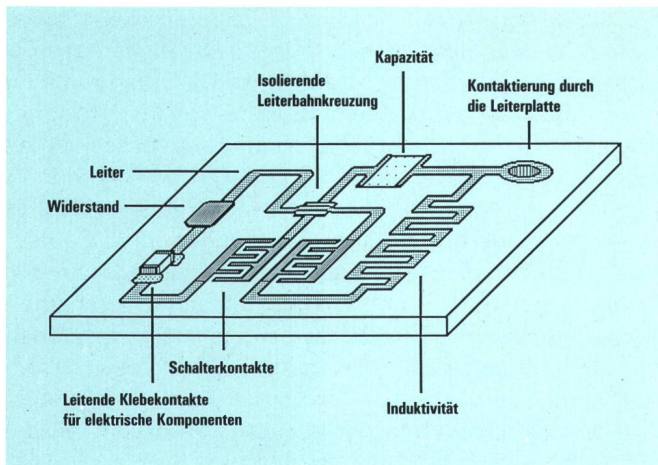 Kapazität
Isolierende
Leiterbahnkreuzung
Kontaktierung durch
die Leiterplatte
Leiter
Widerstand
Schalterkontakte
Leitende Klebekontakte
für elektrische Komponenten
Induktivität